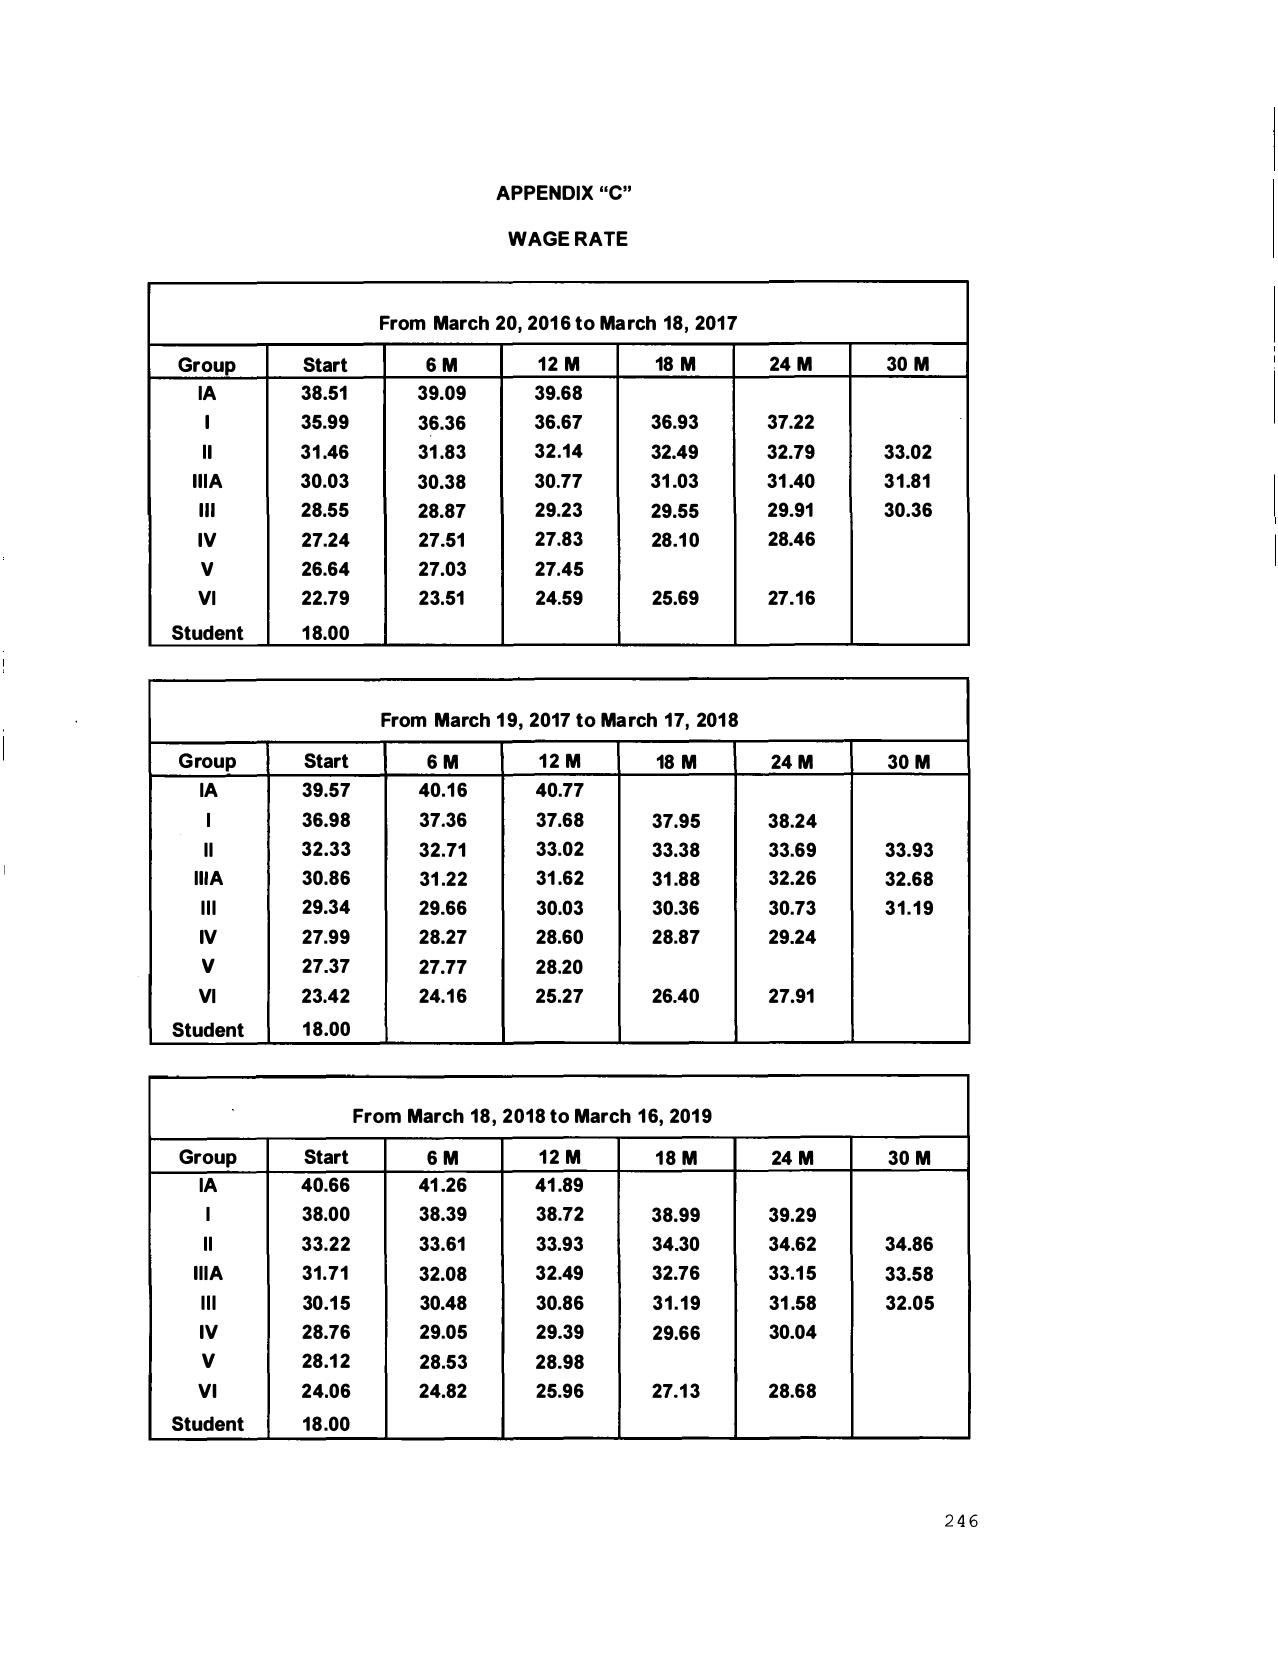 APPENDIX “C”
WAGE RATE
From March 20, 2016 to March 18, 2017
Group Start 6 M 12 M 18 M 24 M 30 M
IA 38.51 39.09 39.68
I 35.99 36.36 36.67 36.93 37.22
II 31.46 31.83 32.14 32.49 32.79 33.02
IIIA 30.03 30.38 30.77 31.03 31.40 31.81
III 28.55 28.87 29.23 29.55 29.91 30.36
IV 27.24 27.51 27.83 28.10 28.46
V 26.64 27.03 27.45
VI 22.79 23.51 24.59 25.69 27.16
Student 18.00
From March 19, 2017 to March 17, 2018
Group Start 6 M 12 M 18 M 24 M 30 M
IA 39.57 40.16 40.77
I 36.98 37.36 37.68 37.95 38.24
II 32.33 32.71 33.02 33.38 33.69 33.93
IIIA 30.86 31.22 31.62 31.88 32.26 32.68
III 29.34 29.66 30.03 30.36 30.73 31.19
IV 27.99 28.27 28.60 28.87 29.24
V 27.37 27.77 28.20
VI 23.42 24.16 25.27 26.40 27.91
Student 18.00
From March 18, 2018 to March 16, 2019
Group Start 6 M 12 M 18 M 24 M 30 M
IA 40.66 41.26 41.89
I 38.00 38.39 38.72 38.99 39.29
II 33.22 33.61 33.93 34.30 34.62 34.86
IIIA 31.71 32.08 32.49 32.76 33.15 33.58
III 30.15 30.48 30.86 31.19 31.58 32.05
IV 28.76 29.05 29.39 29.66 30.04
V 28.12 28.53 28.98
VI 24.06 24.82 25.96 27.13 28.68
Student 18.00
246